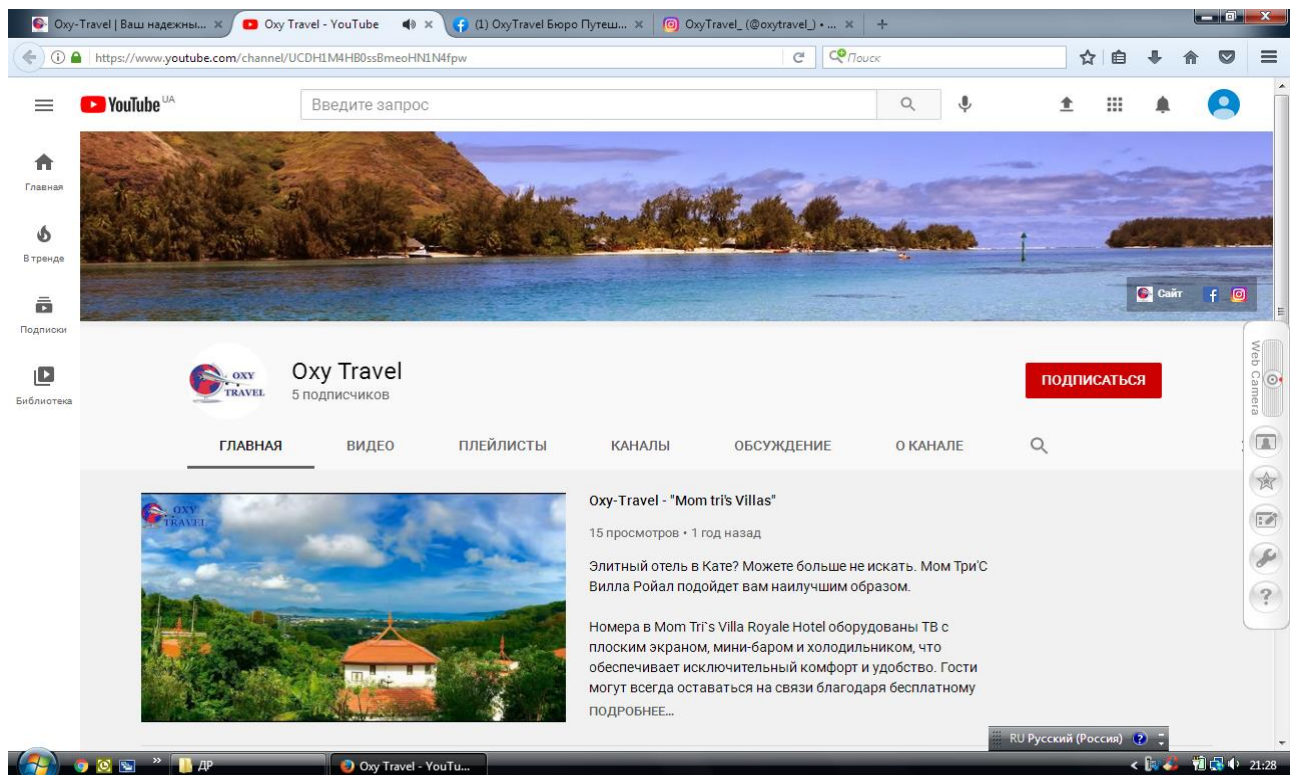 Oxy-Travel | Ваш надежны...
Oxy Travel - YouTube
(1) OxyTravel Бюро Путеш...
OxyTravel_ (@oxytravel_) • ...
https://www.youtube.com/channel/UCDH1M4HB0ssBmeoHN1N4fpw
Поиск
YouTube UA
Введите запрос
Главная
В тренде
Подписки
Библиотека
Сайт
Web Camera
OXY
TRAVEL
Oxy Travel
5 подписчиков
ПОДПИСАТЬСЯ
ГЛАВНАЯ
ВИДЕО
ПЛЕЙЛИСТЫ
КАНАЛЫ
ОБСУЖДЕНИЕ
О КАНАЛЕ
OXY
TRAVEL
Oxy-Travel - "Mom tri's Villas"
15 просмотров • 1 год назад
Элитный отель в Кате? Можете больше не искать. Мом Три'С
Вилла Ройал подойдет вам наилучшим образом.
Номера в Mom Tri`s Villa Royale Hotel оборудованы ТВ с
плоским экраном, мини-баром и холодильником, что
обеспечивает исключительный комфорт и удобство. Гости
могут всегда оставаться на связи благодаря бесплатному
ПОДРОБНЕЕ...
RU Русский (Россия)
ДР
Oxy Travel - YouTu...
21:28